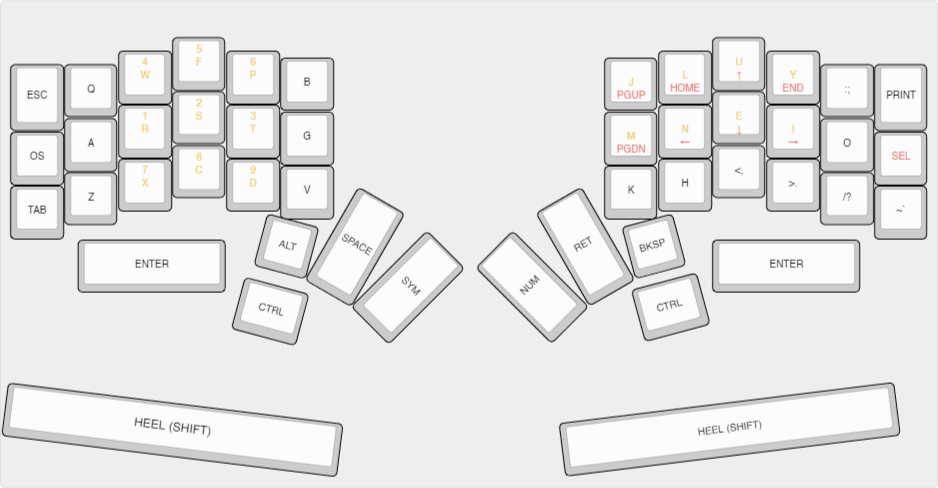 ESC
Q
4
W
5
F
6
P
B
J
PGUP
L
HOME
U
↑
Y
END
:;
PRINT
OS
A
1
R
2
S
3
T
G
M
PGDN
N
←
E
↓
I
→
O
SEL
TAB
Z
7
X
8
C
9
D
V
K
H
<,
>.
/?
~`
ENTER
ALT
SPACE
SYM
CTRL
NUM
RET
BKSP
CTRL
ENTER
HEEL (SHIFT)
HEEL (SHIFT)